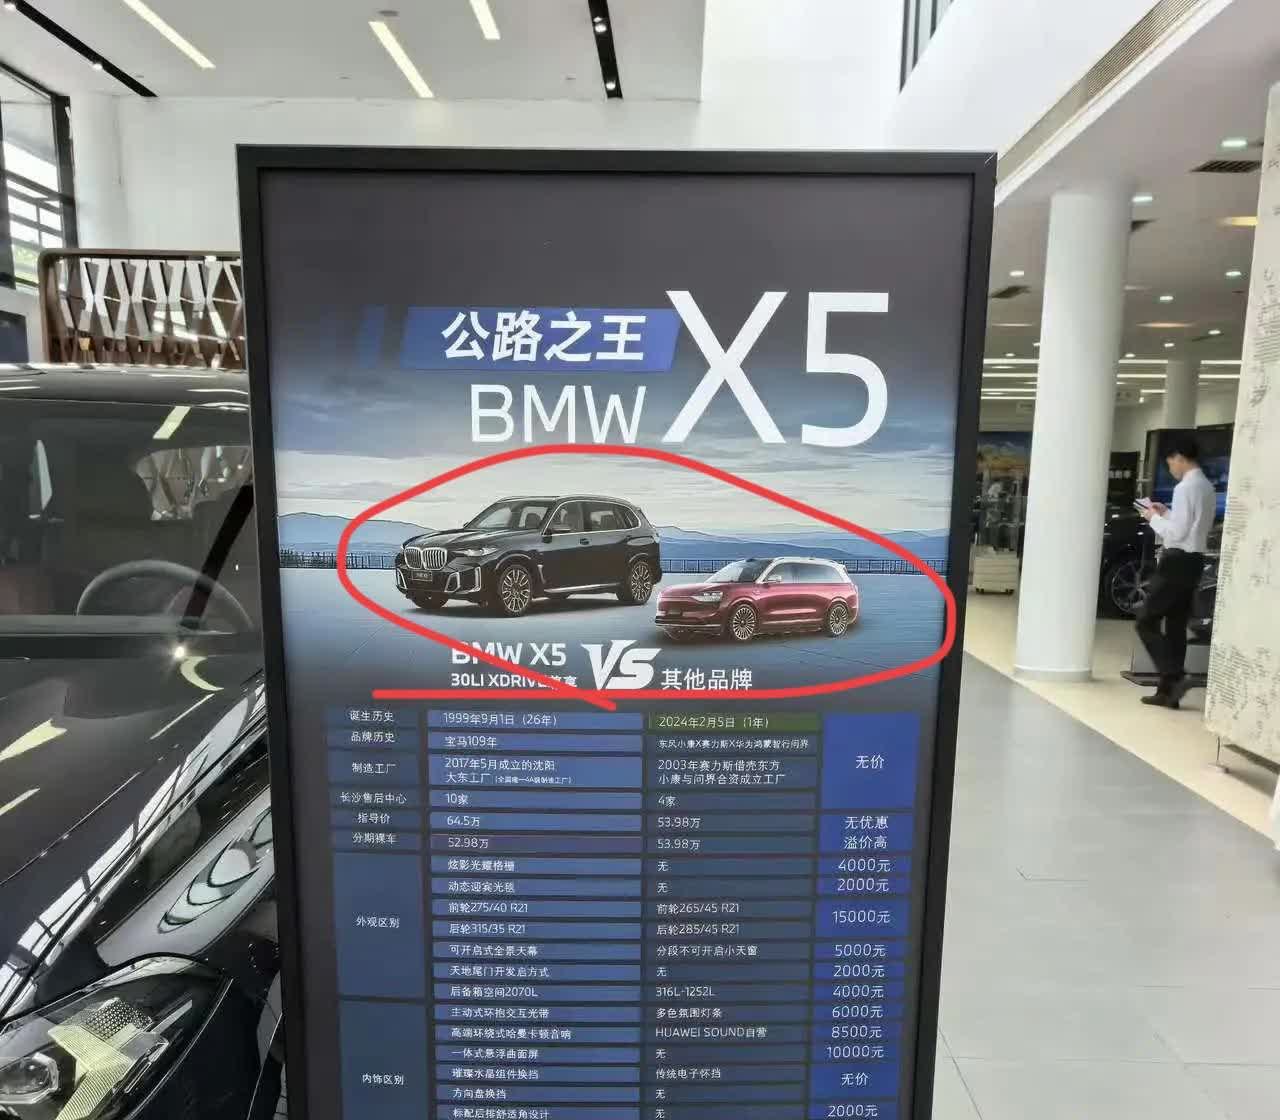 公路之王
X5
BMW
BMW X5 VS 其他品牌
30LI XDRIVE尊享
诞生历史 1999年9月1日（26年） 2024年2月5日（1年）
品牌历史 宝马109年 东风小康X赛力斯X华为鸿蒙智行问界
无价
制造工厂 2017年5月成立的沈阳 2003年赛力斯借壳东方
大东工厂 小康与问界合资成立工厂
长沙售后中心 10家 4家
指导价 64.5万 53.98万 无优惠
分期裸车 52.98万 53.98万 溢价高
外观区别
炫影光耀格栅 无 4000元
动态迎宾光毯 无 2000元
前轮275/40 R21 前轮265/45 R21
15000元
后轮315/35 R21 后轮285/45 R21
可开启式全景天幕 分段不可开启小天窗 5000元
天地尾门开发启方式 无 2000元
后备箱空间2070L 316L-1252L 4000元
内饰区别
主动式环抱交互光带 多色氛围灯条 6000元
高端环绕式哈曼卡顿音响 HUAWEI SOUND自营 8500元
一体式悬浮曲面屏 无 10000元
璀璨水晶组件换挡 传统电子怀挡
无价
方向盘换挡 无
标配后排舒适角设计 无 2000元